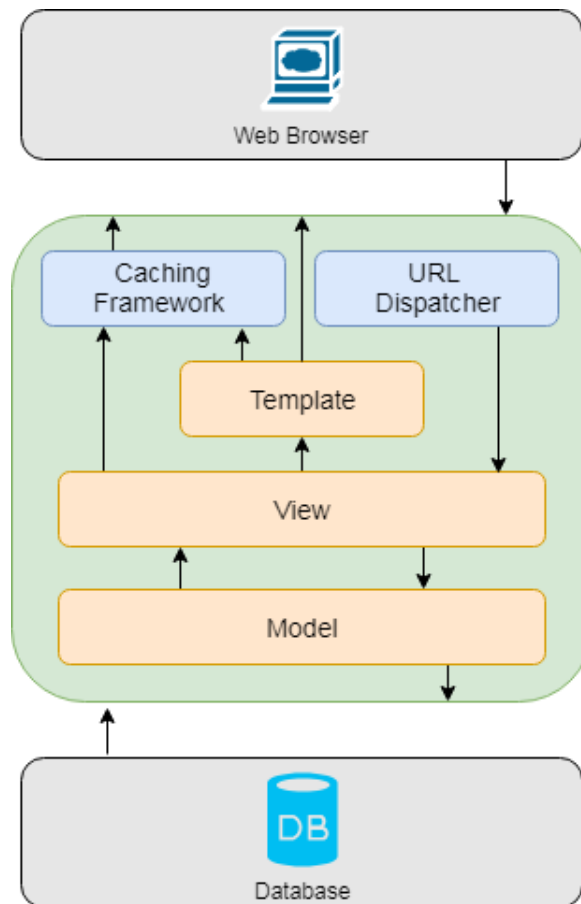 Web Browser
Caching
Framework
URL
Dispatcher
Template
View
Model
DB
Database